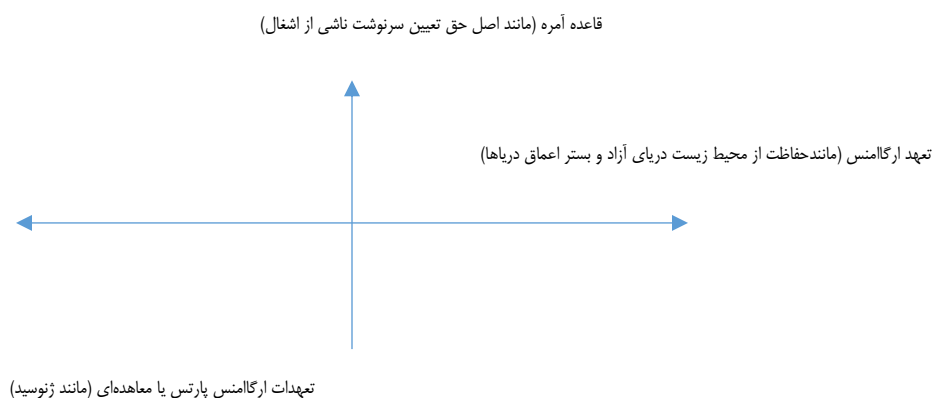 قاعده آمره (مانند اصل حق تعیین سرنوشت ناشی از اشغال)
تعهد ارگاامنس (مانندحفاظت از محیط زیست دریای آزاد و بستر اعماق دریاها)
تعهدات ارگاامنس پارتس یا معاهده‌ای (مانند ژنوسید)